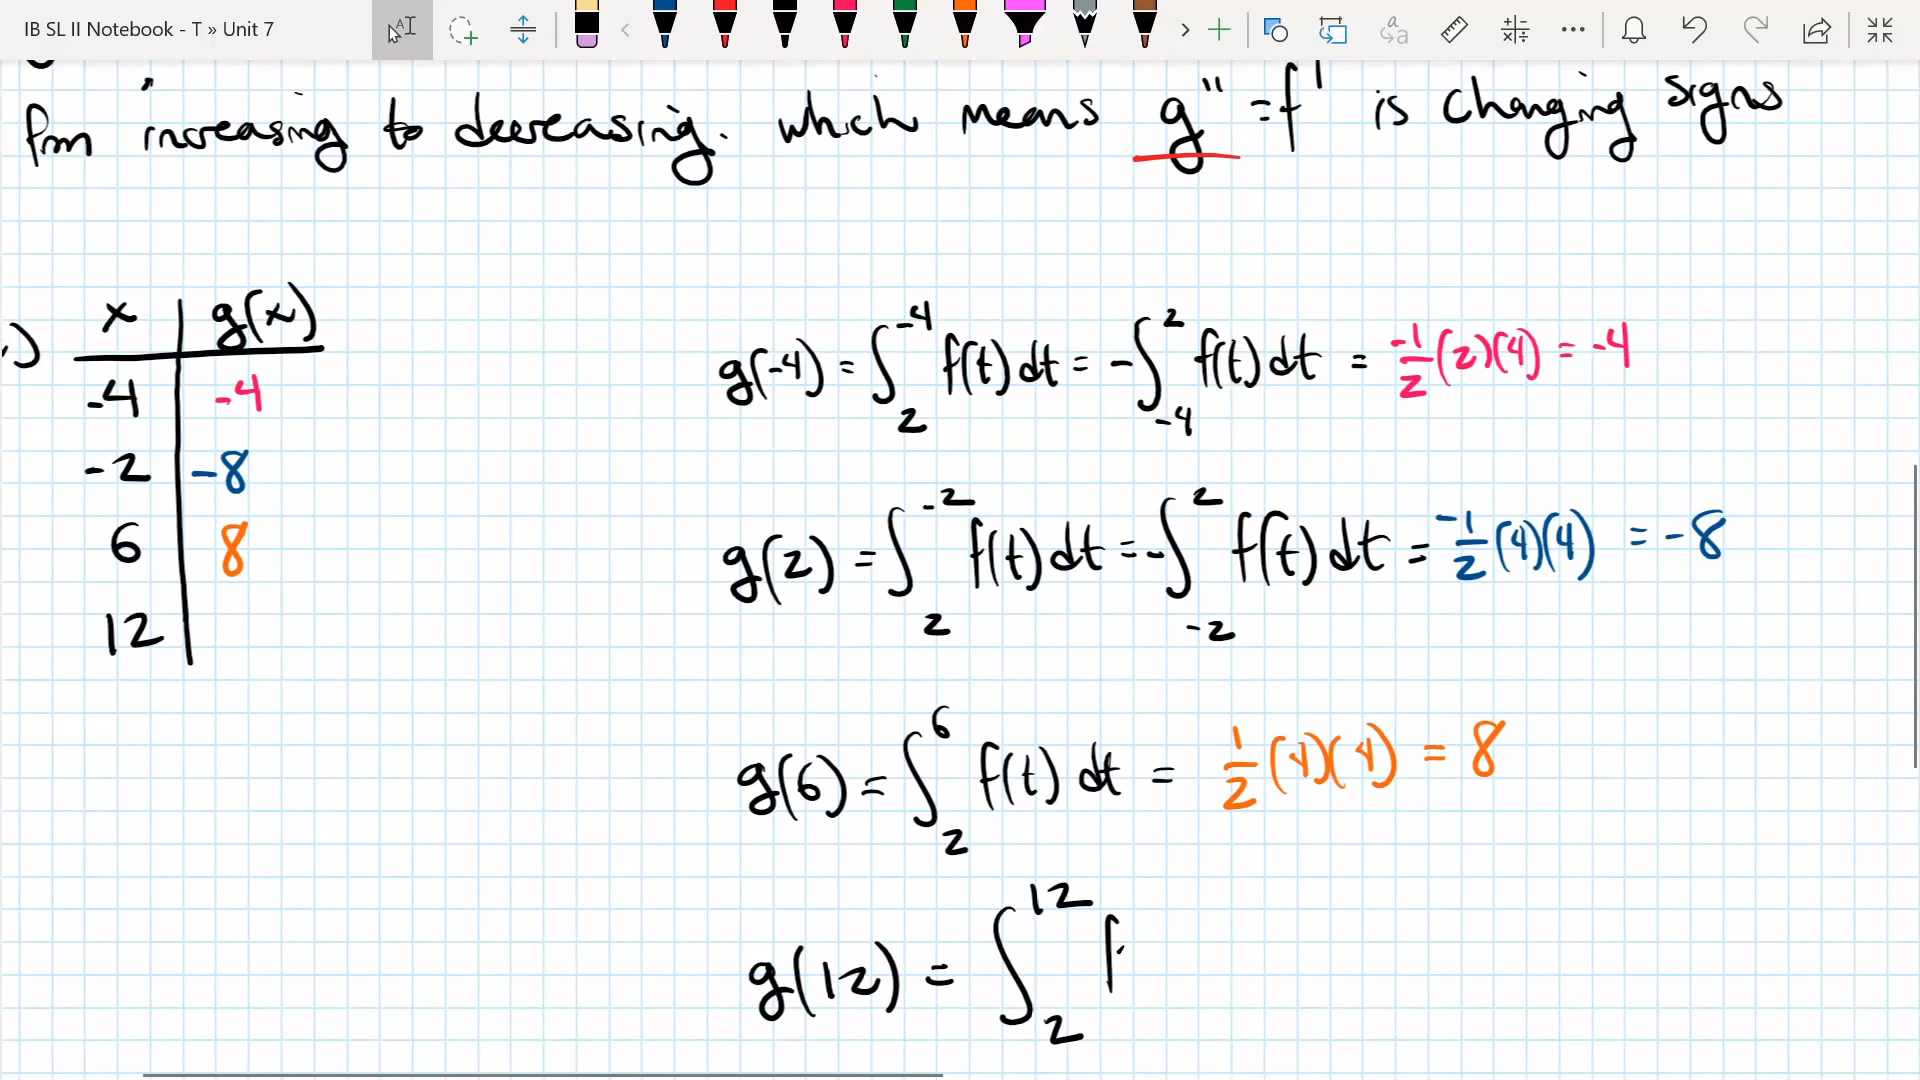 IB SL II Notebook - T » Unit 7
from increasing to decreasing. which means g" = f' is changing signs
x | g(x)
-4 | -4
-2 | -8
6 | 8
12 |
g(-4) = ∫_2^-4 f(t) dt = -∫_-4^2 f(t) dt = -1/2 (2)(4) = -4
g(2) = ∫_2^-2 f(t) dt = -∫_-2^2 f(t) dt = -1/2 (4)(4) = -8
g(6) = ∫_2^6 f(t) dt = 1/2 (4)(4) = 8
g(12) = ∫_2^12 f